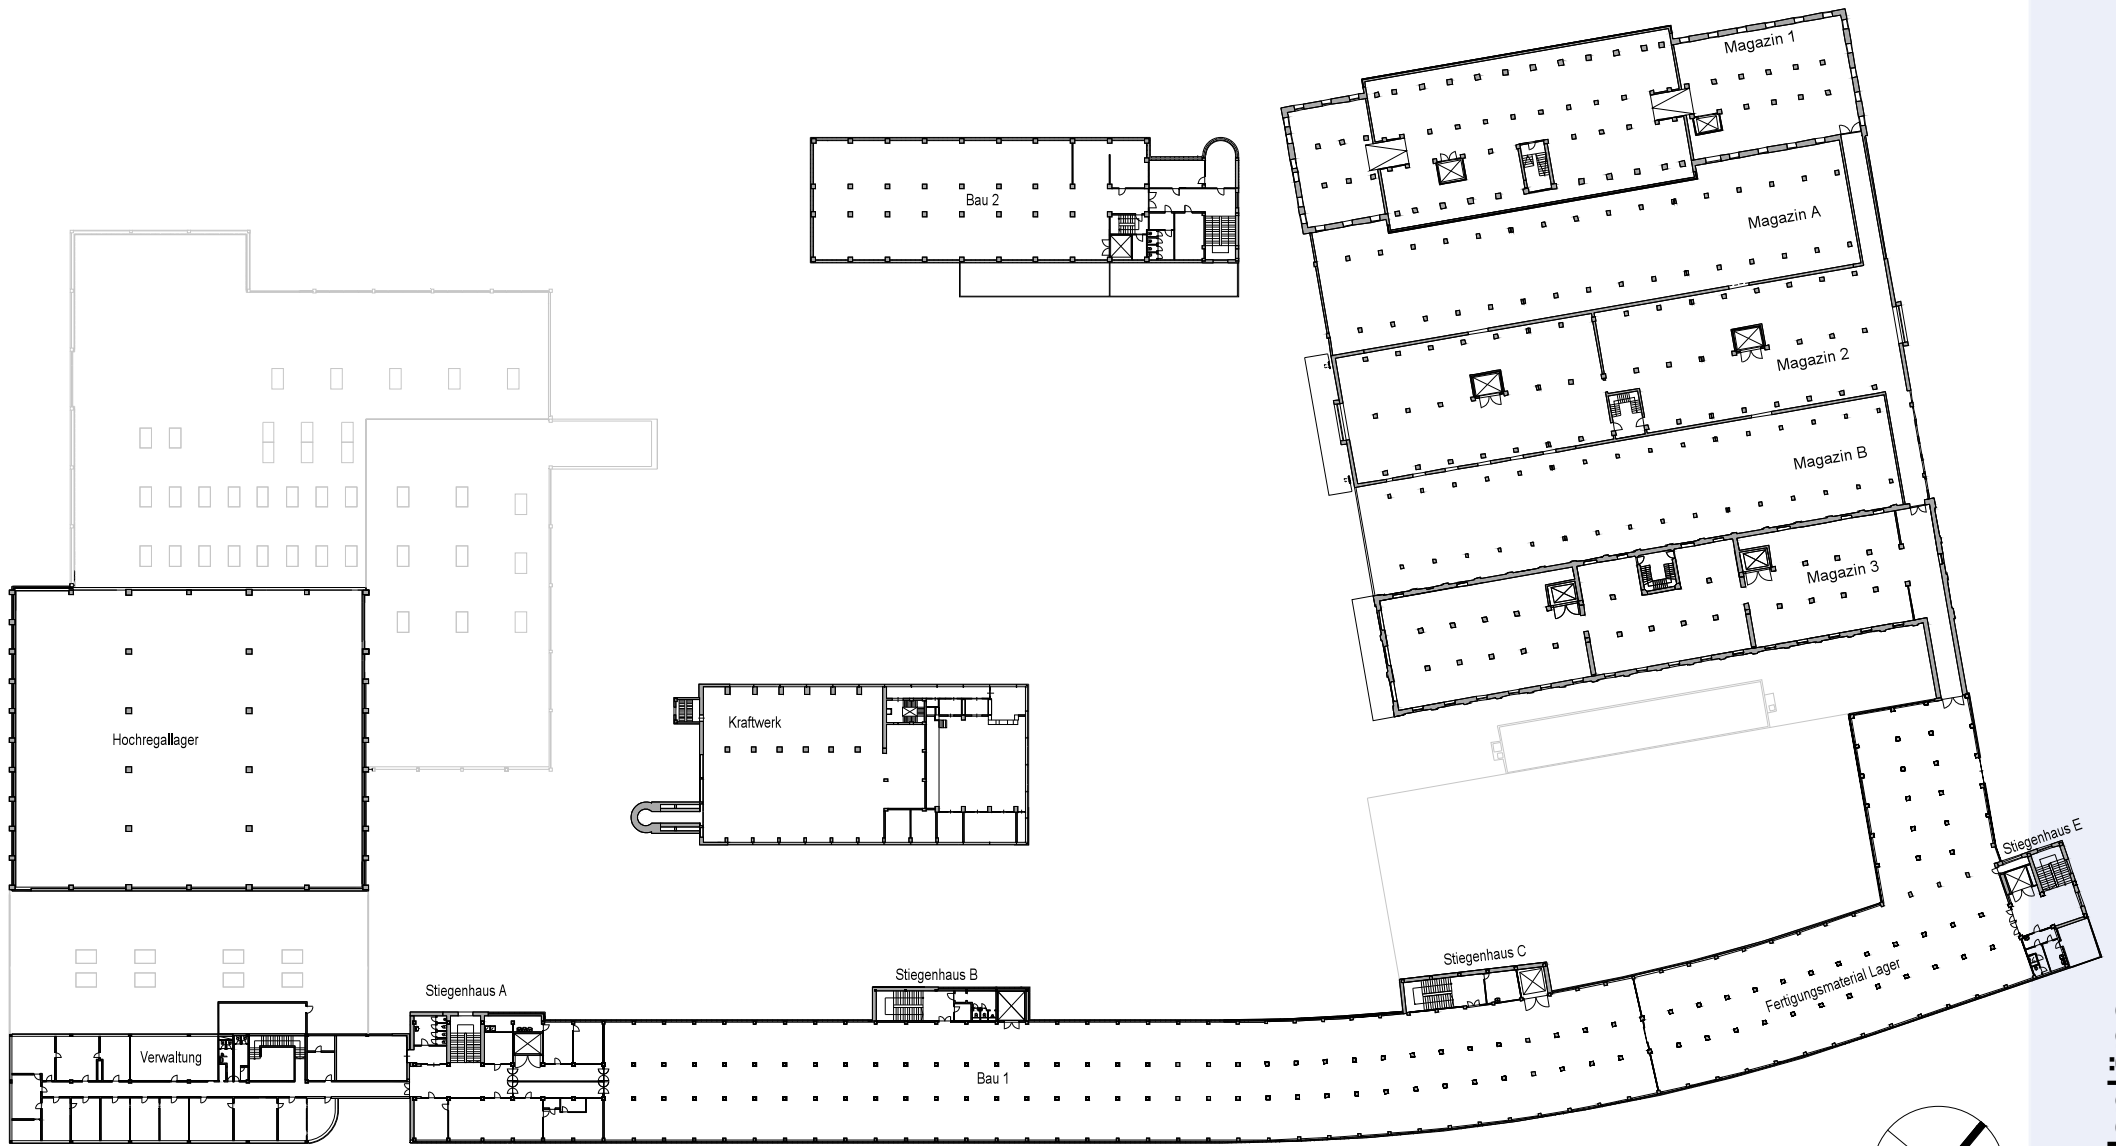 Magazin 1
Bau 2
Magazin A
Magazin 2
Magazin B
Magazin 3
Kraftwerk
Hochregallager
Stiegenhaus E
Stiegenhaus C
Stiegenhaus B
Fertigungsmaterial Lager
Stiegenhaus A
Verwaltung
Bau 1